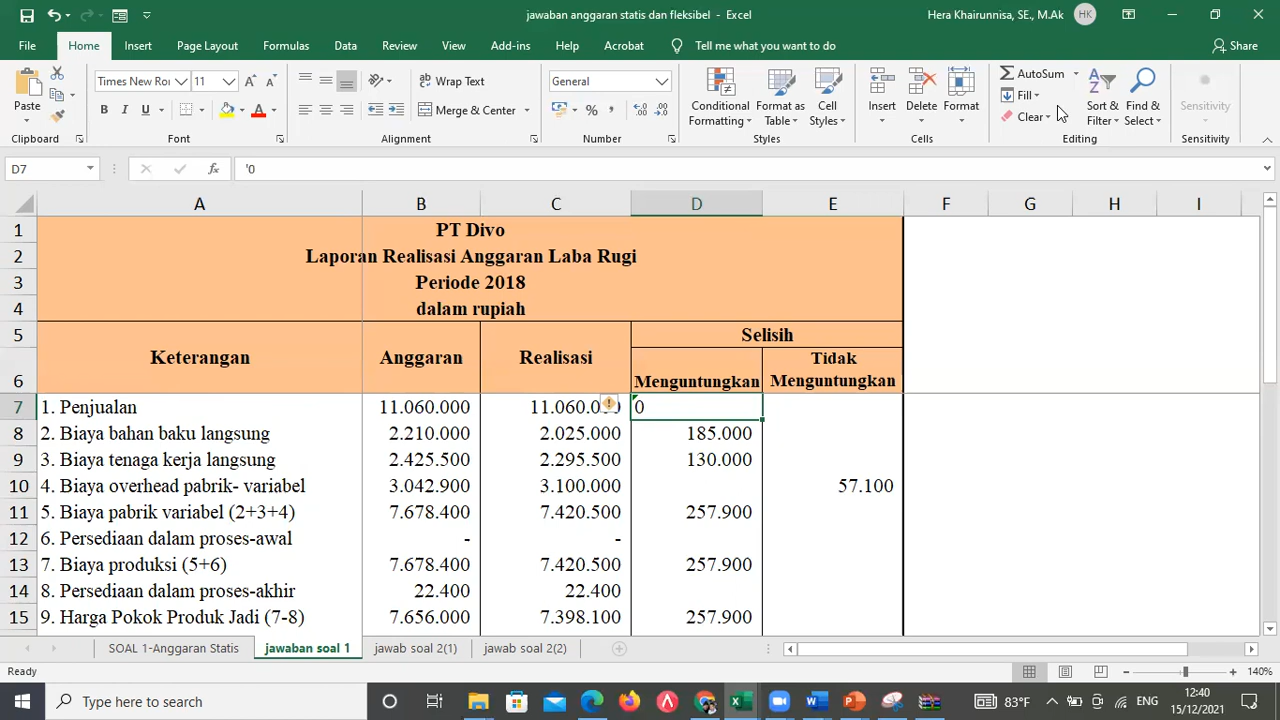 jawaban anggaran statis dan fleksibel - Excel
Hera Khairunnisa, SE., M.Ak
HK
File Home Insert Page Layout Formulas Data Review View Add-ins Help Acrobat Tell me what you want to do Share
Paste
Times New Ro 11
B I U
Wrap Text
Merge & Center
General
%
Conditional Formatting
Format as Table
Cell Styles
Insert
Delete
Format
AutoSum
Fill
Clear
Sort & Filter
Find & Select
Sensitivity
Clipboard Font Alignment Number Styles Cells Editing Sensitivity
D7 fx '0
A B C D E F G H I
1 PT Divo
2 Laporan Realisasi Anggaran Laba Rugi
3 Periode 2018
4 dalam rupiah
5 Keterangan Anggaran Realisasi Selisih
6 Menguntungkan Tidak Menguntungkan
7 1. Penjualan 11.060.000 11.060.000 0
8 2. Biaya bahan baku langsung 2.210.000 2.025.000 185.000
9 3. Biaya tenaga kerja langsung 2.425.500 2.295.500 130.000
10 4. Biaya overhead pabrik- variabel 3.042.900 3.100.000 57.100
11 5. Biaya pabrik variabel (2+3+4) 7.678.400 7.420.500 257.900
12 6. Persediaan dalam proses-awal - -
13 7. Biaya produksi (5+6) 7.678.400 7.420.500 257.900
14 8. Persediaan dalam proses-akhir 22.400 22.400
15 9. Harga Pokok Produk Jadi (7-8) 7.656.000 7.398.100 257.900
SOAL 1-Anggaran Statis jawaban soal 1 jawab soal 2(1) jawab soal 2(2)
Ready 140%
Type here to search
83°F
ENG
12:40
15/12/2021